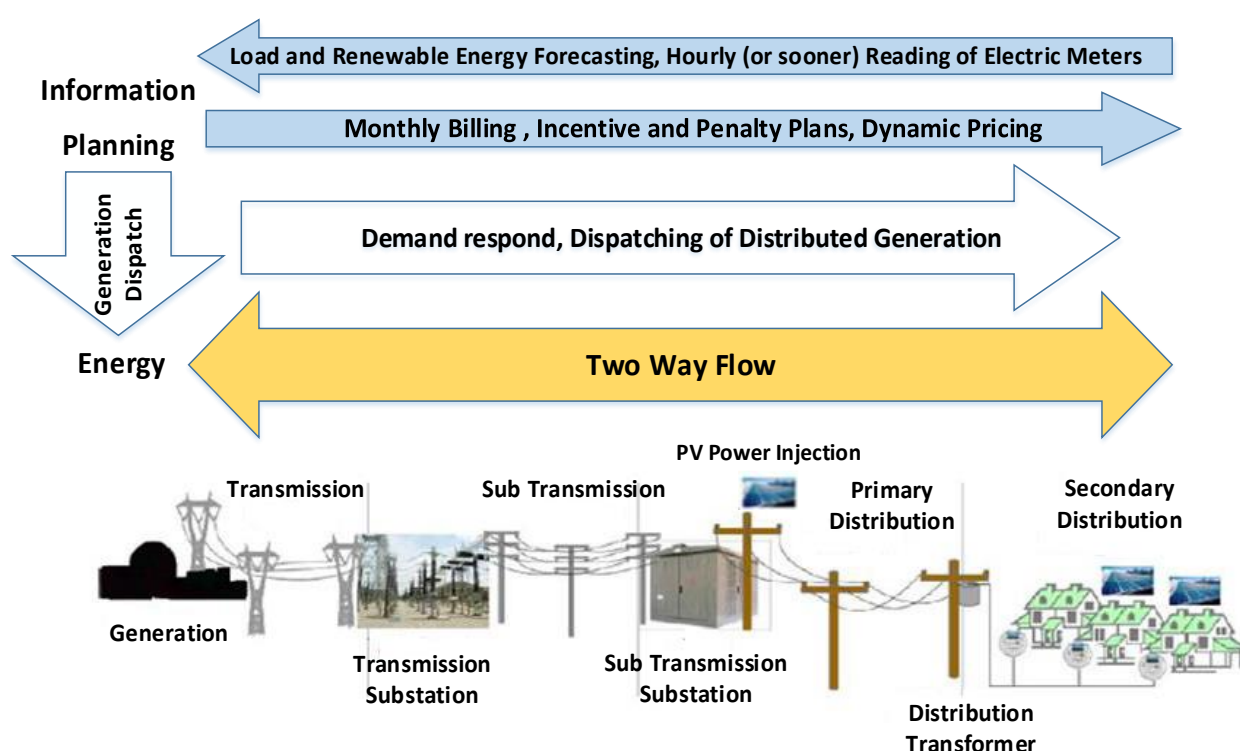 Load and Renewable Energy Forecasting, Hourly (or sooner) Reading of Electric Meters
Information
Monthly Billing , Incentive and Penalty Plans, Dynamic Pricing
Planning
Generation
Dispatch
Demand respond, Dispatching of Distributed Generation
Energy
Two Way Flow
PV Power Injection
Transmission
Sub Transmission
Primary
Distribution
Secondary
Distribution
Generation
Transmission
Substation
Sub Transmission
Substation
Distribution
Transformer